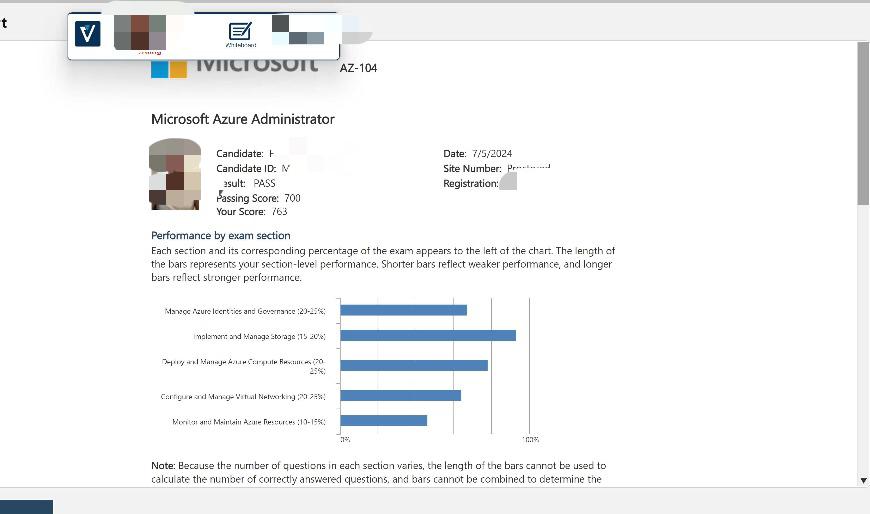 t
Whiteboard
Microsoft AZ-104
Microsoft Azure Administrator
Candidate: F
Date: 7/5/2024
Candidate ID: M
Site Number:
esult: PASS
Registration:
Passing Score: 700
Your Score: 763
Performance by exam section
Each section and its corresponding percentage of the exam appears to the left of the chart. The length of
the bars represents your section-level performance. Shorter bars reflect weaker performance, and longer
bars reflect stronger performance.
Manage Azure Identities and Governance (20-25%)
Implement and Manage Storage (15-20%)
Deploy and Manage Azure Compute Resources (20-
25%)
Configure and Manage Virtual Networking (20-25%)
Monitor and Maintain Azure Resources (10-15%)
0% 100%
Note: Because the number of questions in each section varies, the length of the bars cannot be used to
calculate the number of correctly answered questions, and bars cannot be combined to determine the